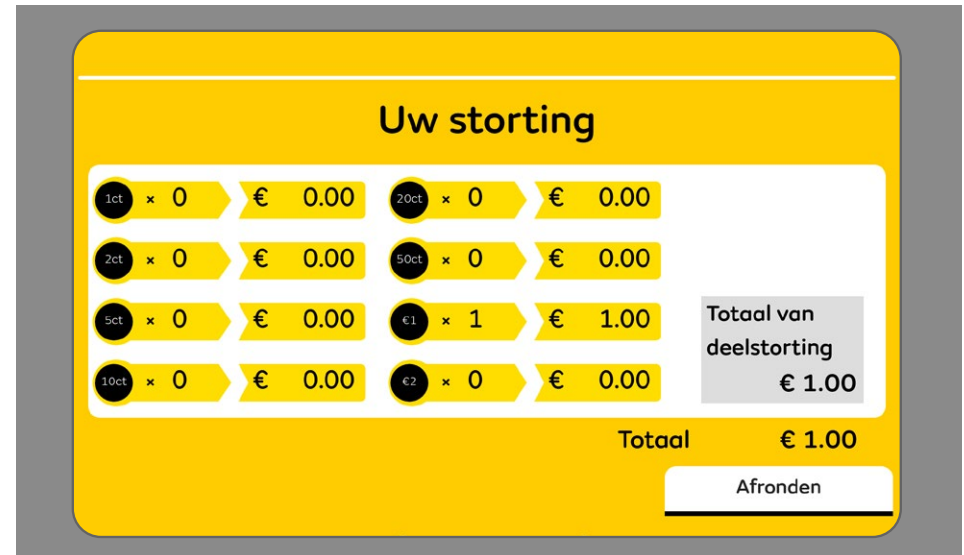 Uw storting
1ct × 0 € 0.00 20ct × 0 € 0.00
2ct × 0 € 0.00 50ct × 0 € 0.00
5ct × 0 € 0.00 €1 × 1 € 1.00
10ct × 0 € 0.00 €2 × 0 € 0.00
Totaal van
deelstorting
€ 1.00
Totaal € 1.00
Afronden